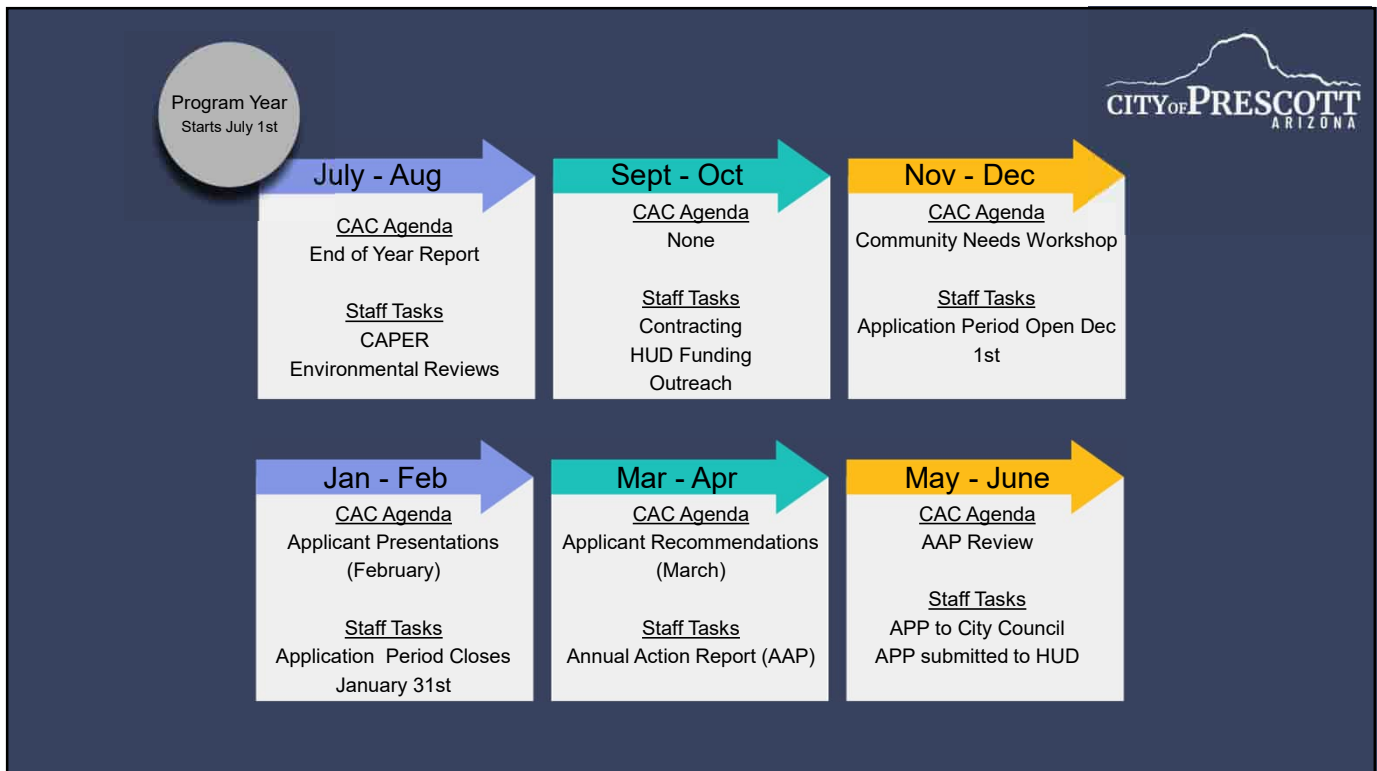 Program Year
Starts July 1st
CITY OF PRESCOTT
ARIZONA
July - Aug
CAC Agenda
End of Year Report
Staff Tasks
CAPER
Environmental Reviews
Sept - Oct
CAC Agenda
None
Staff Tasks
Contracting
HUD Funding
Outreach
Nov - Dec
CAC Agenda
Community Needs Workshop
Staff Tasks
Application Period Open Dec
1st
Jan - Feb
CAC Agenda
Applicant Presentations
(February)
Staff Tasks
Application Period Closes
January 31st
Mar - Apr
CAC Agenda
Applicant Recommendations
(March)
Staff Tasks
Annual Action Report (AAP)
May - June
CAC Agenda
AAP Review
Staff Tasks
APP to City Council
APP submitted to HUD